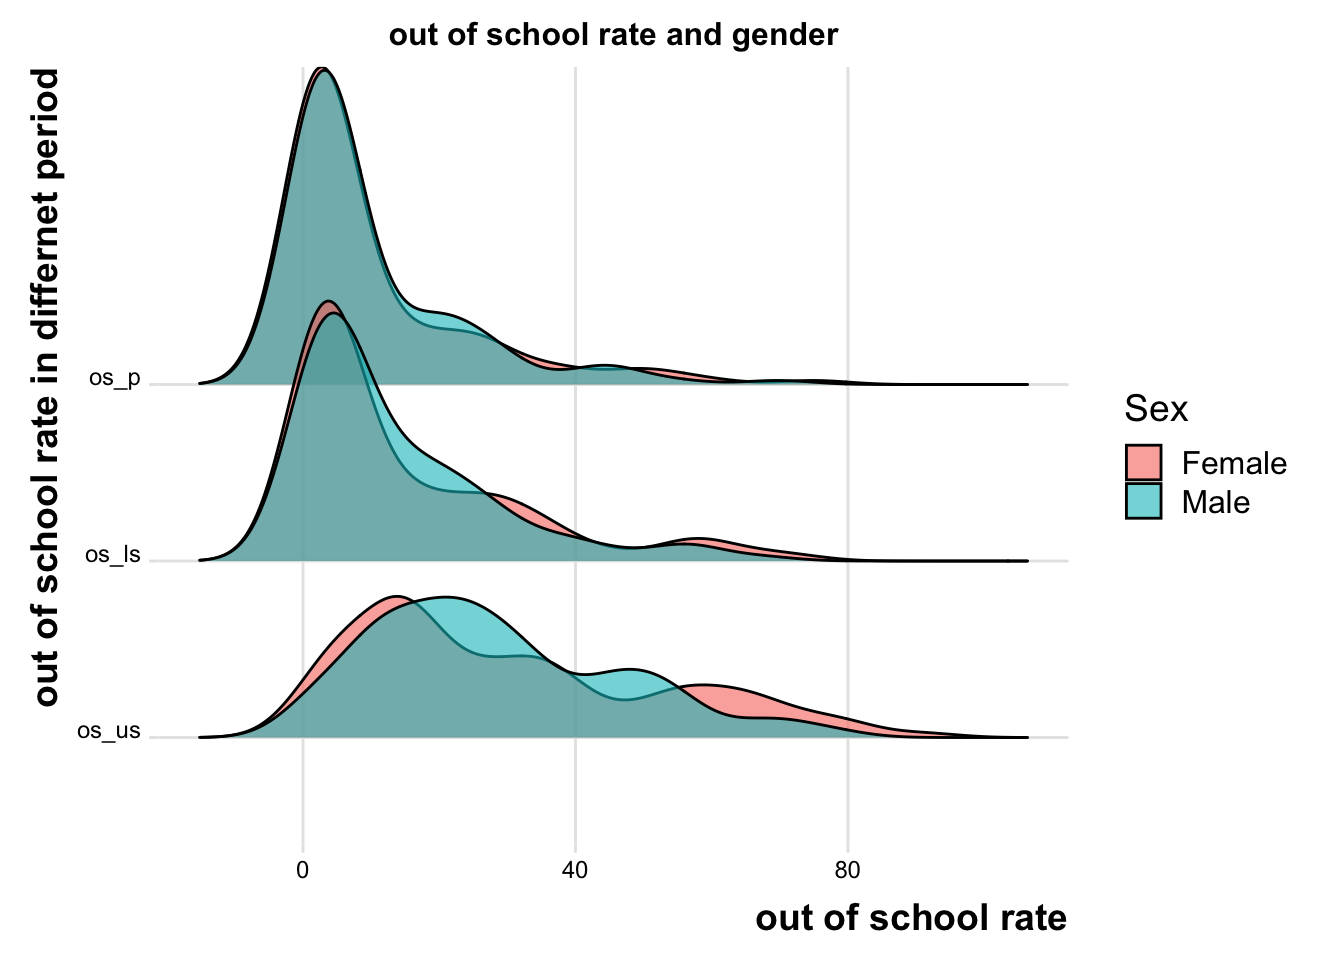 out of school rate and gender
out of school rate in differnet period
os_p
os_ls
os_us
0
40
80
out of school rate
Sex
Female
Male